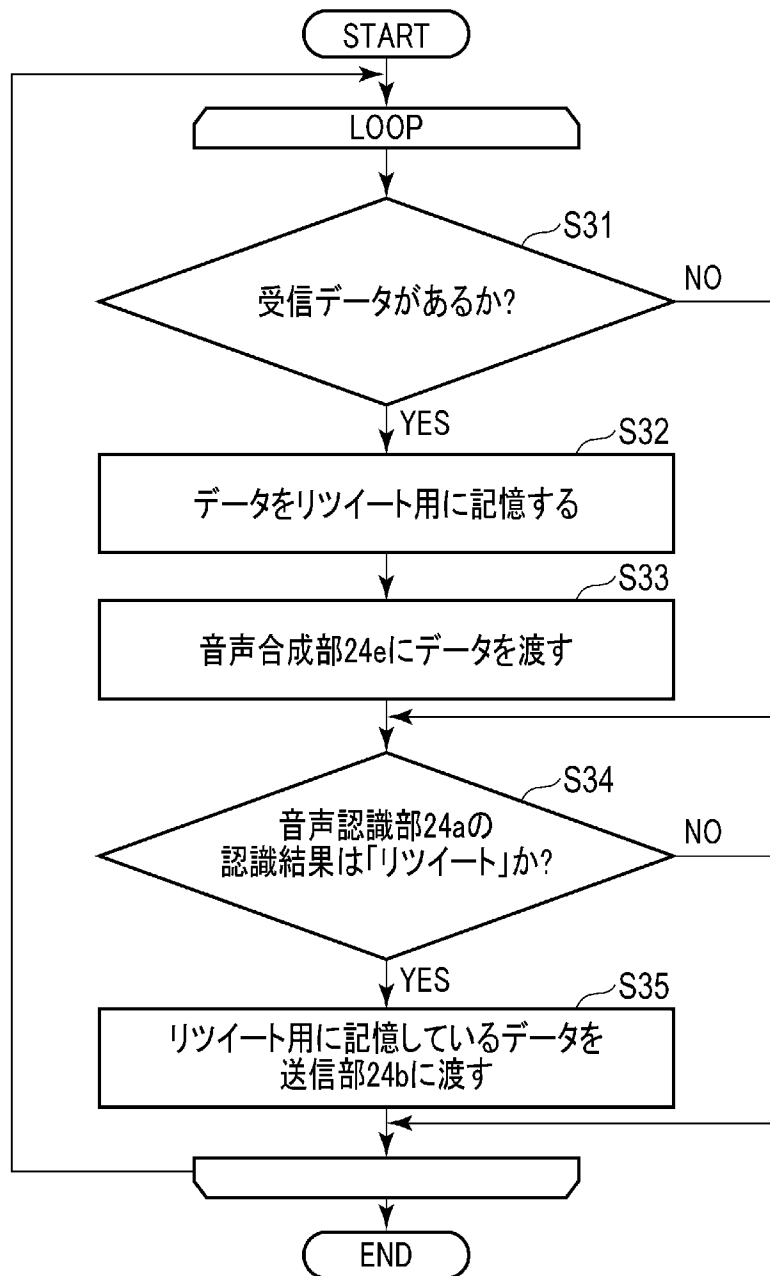 START
LOOP
S31
受信データがあるか?
NO
YES
S32
データをリツイート用に記憶する
S33
音声合成部24eにデータを渡す
S34
音声認識部24aの
認識結果は「リツイート」か?
NO
YES
S35
リツイート用に記憶しているデータを
送信部24bに渡す
END